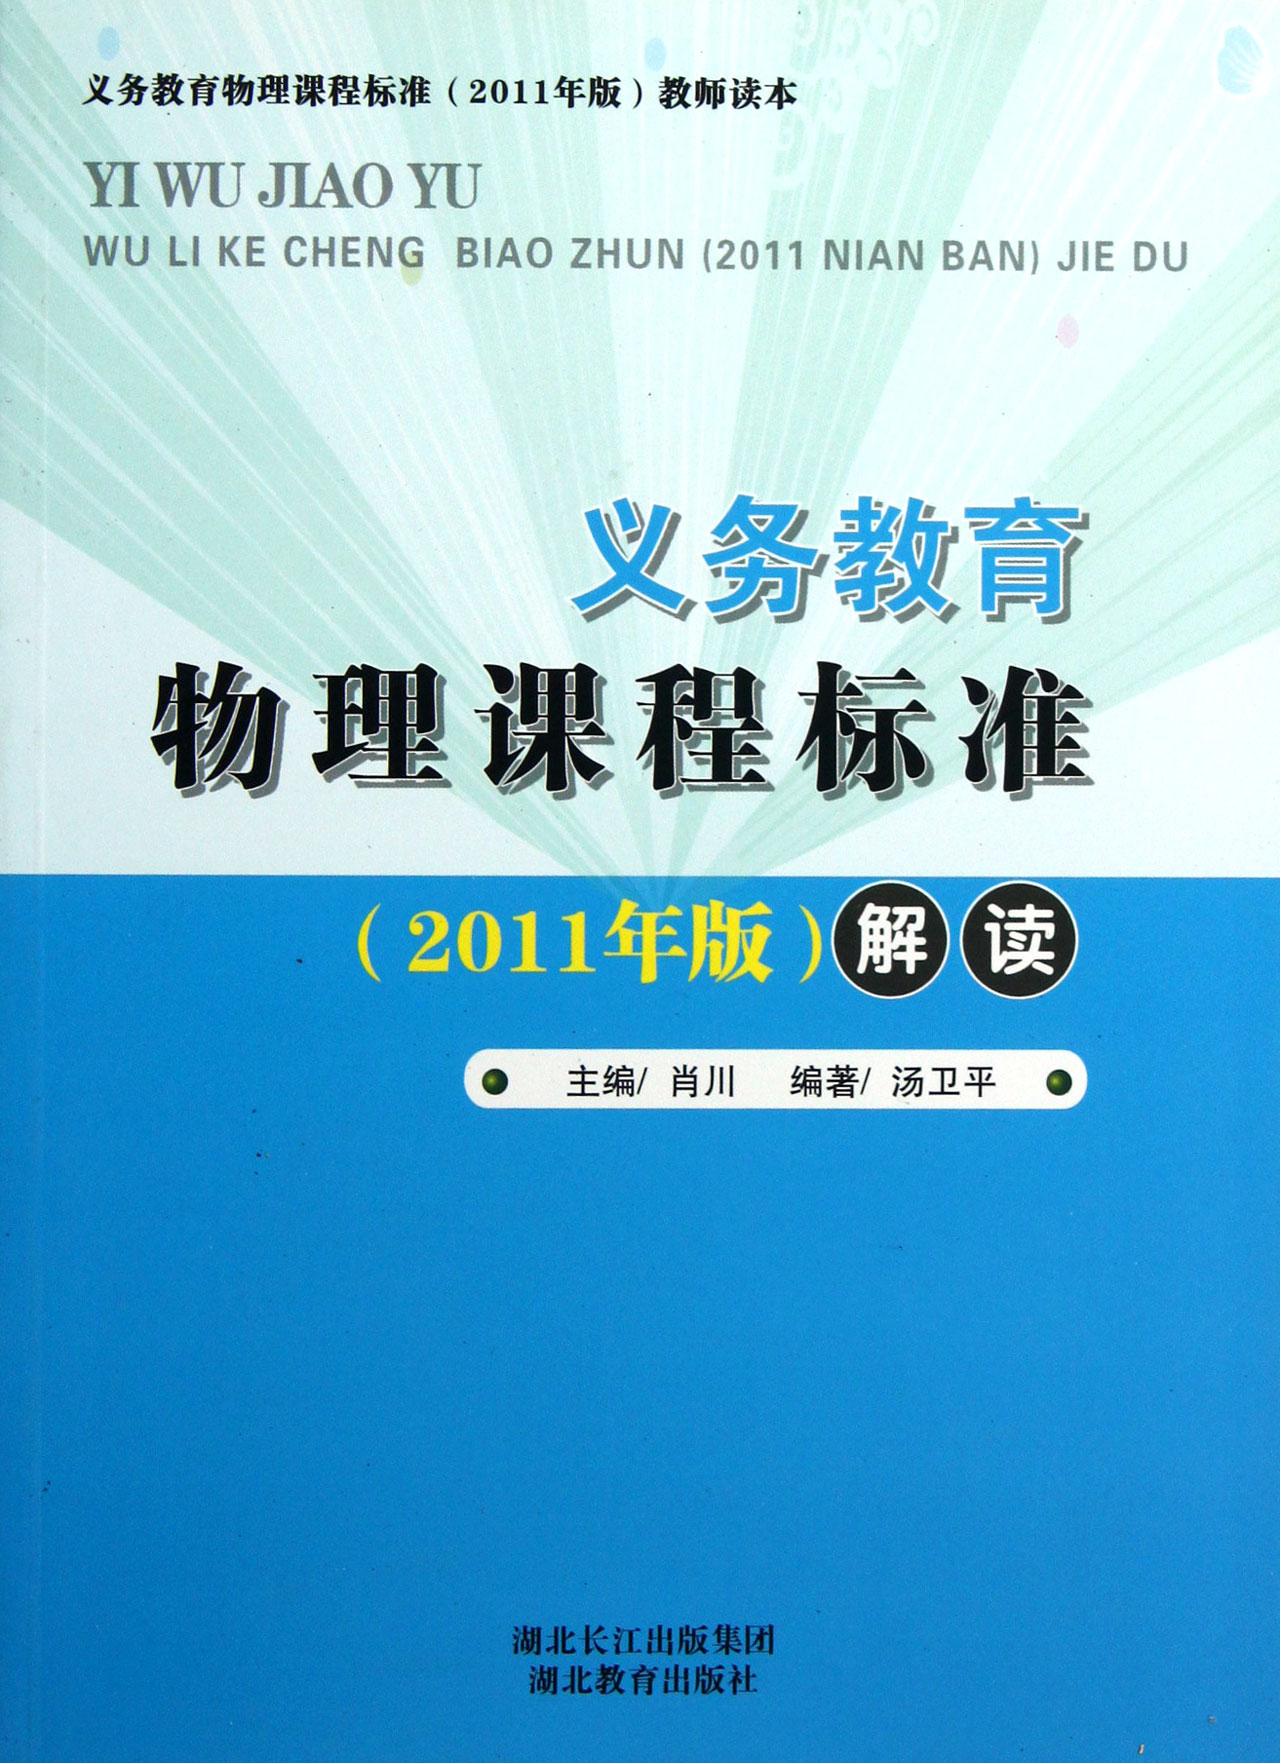 义务教育物理课程标准（2011年版）教师读本
YI WU JIAO YU
WU LI KE CHENG BIAO ZHUN (2011 NIAN BAN) JIE DU
义务教育
物理课程标准
（2011年版）解读
主编/ 肖川 编著/ 汤卫平
湖北长江出版集团
湖北教育出版社